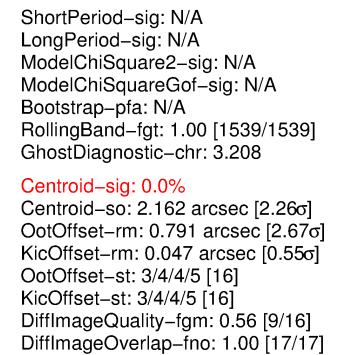 ShortPeriod−sig: N/A
LongPeriod−sig: N/A
ModelChiSquare2−sig: N/A
ModelChiSquareGof−sig: N/A
Bootstrap−pfa: N/A
RollingBand−fgt: 1.00 [1539/1539]
GhostDiagnostic−chr: 3.208
Centroid−sig: 0.0%
Centroid−so: 2.162 arcsec [2.26σ]
OotOffset−rm: 0.791 arcsec [2.67σ]
KicOffset−rm: 0.047 arcsec [0.55σ]
OotOffset−st: 3/4/4/5 [16]
KicOffset−st: 3/4/4/5 [16]
DiffImageQuality−fgm: 0.56 [9/16]
DiffImageOverlap−fno: 1.00 [17/17]